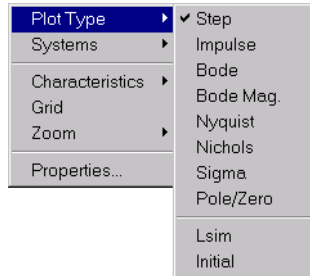 Plot Type
Systems
Characteristics
Grid
Zoom
Properties...
Step
Impulse
Bode
Bode Mag.
Nyquist
Nichols
Sigma
Pole/Zero
Lsim
Initial